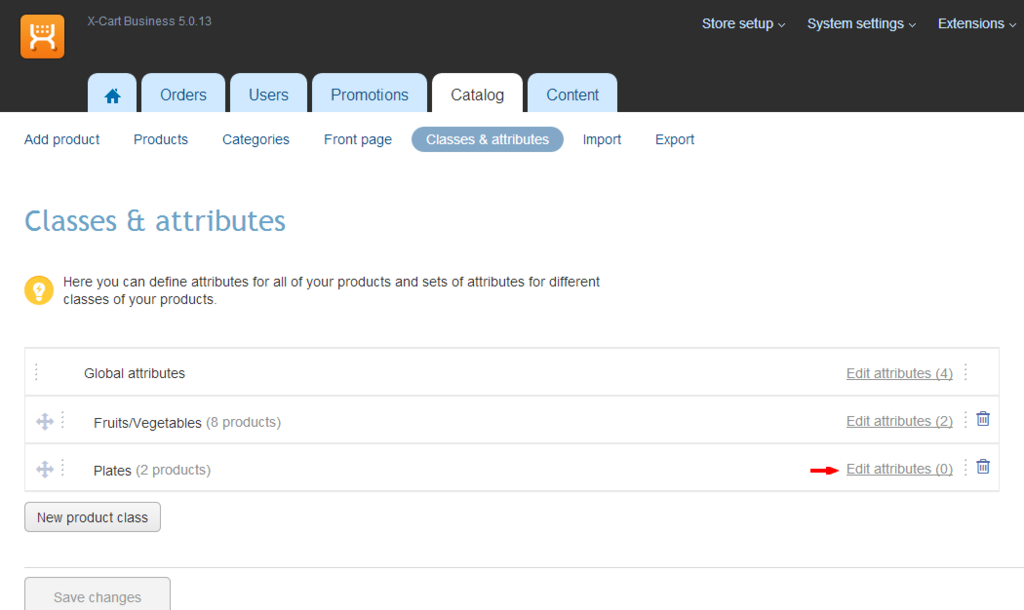 X-Cart Business 5.0.13
Store setup System settings Extensions
Orders Users Promotions Catalog Content
Add product Products Categories Front page Classes & attributes Import Export
Classes & attributes
Here you can define attributes for all of your products and sets of attributes for different
classes of your products.
Global attributes Edit attributes (4)
Fruits/Vegetables (8 products) Edit attributes (2)
Plates (2 products) Edit attributes (0)
New product class
Save changes